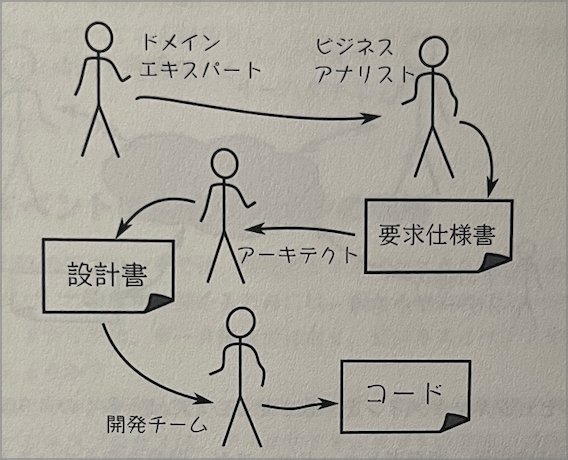 ドメイン
エキスパート
ビジネス
アナリスト
要求仕様書
アーキテクト
設計書
開発チーム
コード